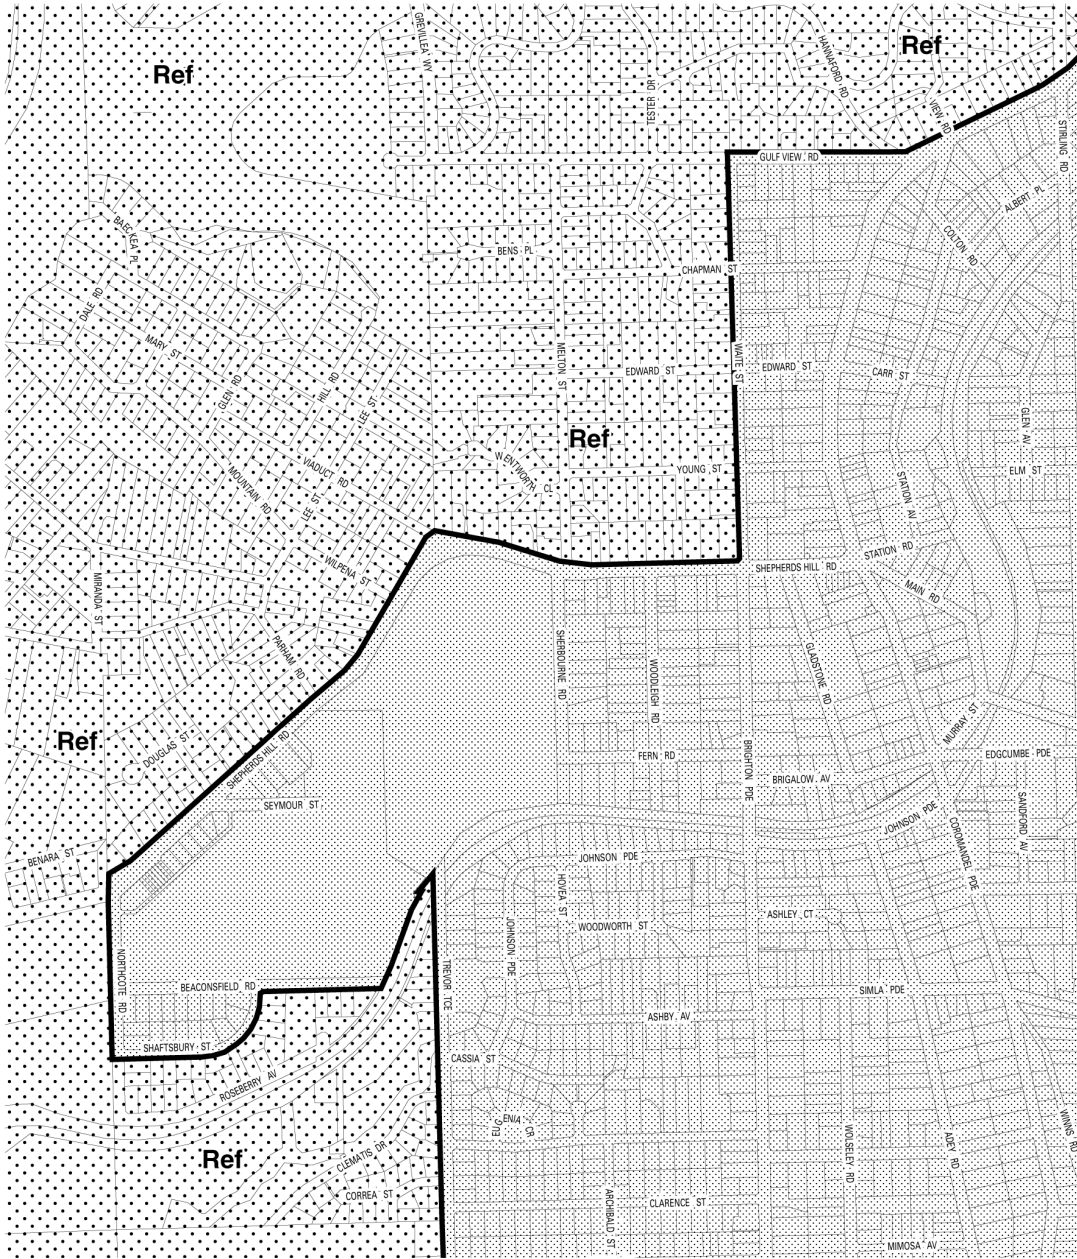 GREVILLEA WY
TESTER DR
HANNAFORD RD
Ref
Ref
VIEW RD
STIRLING RD
GULF VIEW RD
ALBERT PL
BAECKEA PL
COLTON RD
BENS PL
CHAPMAN ST
DALE RD
MARY ST
MELTON ST
WAITE ST
EDWARD ST
EDWARD ST
CARR ST
GLEN RD
HILL RD
LEE ST
GLEN AV
Ref
WENTWORTH CL
YOUNG ST
ELM ST
VIADUCT RD
MOUNTAIN RD
LEE ST
STATION AV
STATION RD
WILPENA ST
SHEPHERDS HILL RD
MIRANDA ST
MAIN RD
PARHAM RD
SHERBOURNE RD
WOODLEIGH RD
GLADSTONE RD
Ref
DOUGLAS ST
MURRAY ST
SHEPHERDS HILL RD
FERN RD
BRIGHTON PDE
EDGCUMBE PDE
BRIGALOW AV
SEYMOUR ST
SANDFORD AV
JOHNSON PDE
COROMANDEL PDE
BENARA ST
JOHNSON PDE
HOVEA ST
ASHLEY CT
JOHNSON PDE
WOODWORTH ST
NORTHCOTE RD
TREVOR TCE
BEACONSFIELD RD
SIMLA PDE
ASHBY AV
SHAFTSBURY ST
CASSIA ST
ROSEBERRY AV
EUGENIA CR
WINNS RD
Ref
CLEMATIS DR
WOLSELEY RD
ADEY RD
CORREA ST
ARCHIBALD ST
CLARENCE ST
MIMOSA AV